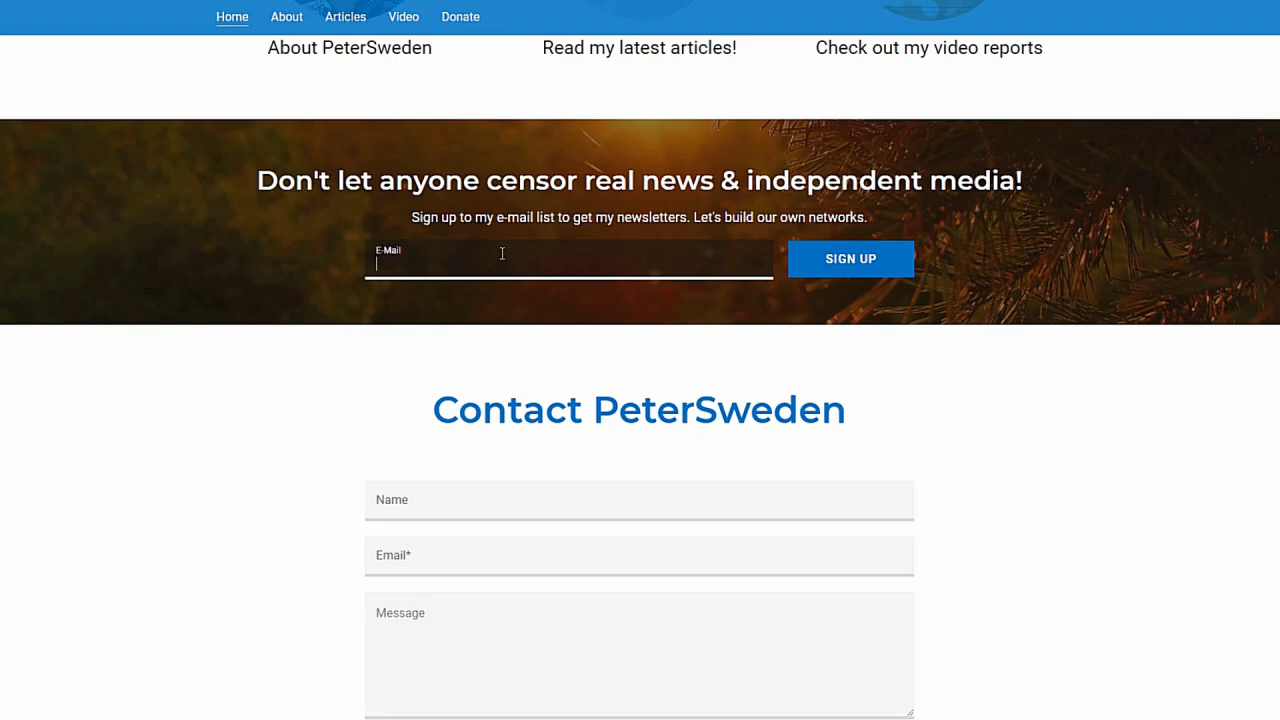 Home About Articles Video Donate
About PeterSweden Read my latest articles! Check out my video reports
Don't let anyone censor real news & independent media!
Sign up to my e-mail list to get my newsletters. Let's build our own networks.
E-Mail
SIGN UP
Contact PeterSweden
Name
Email*
Message